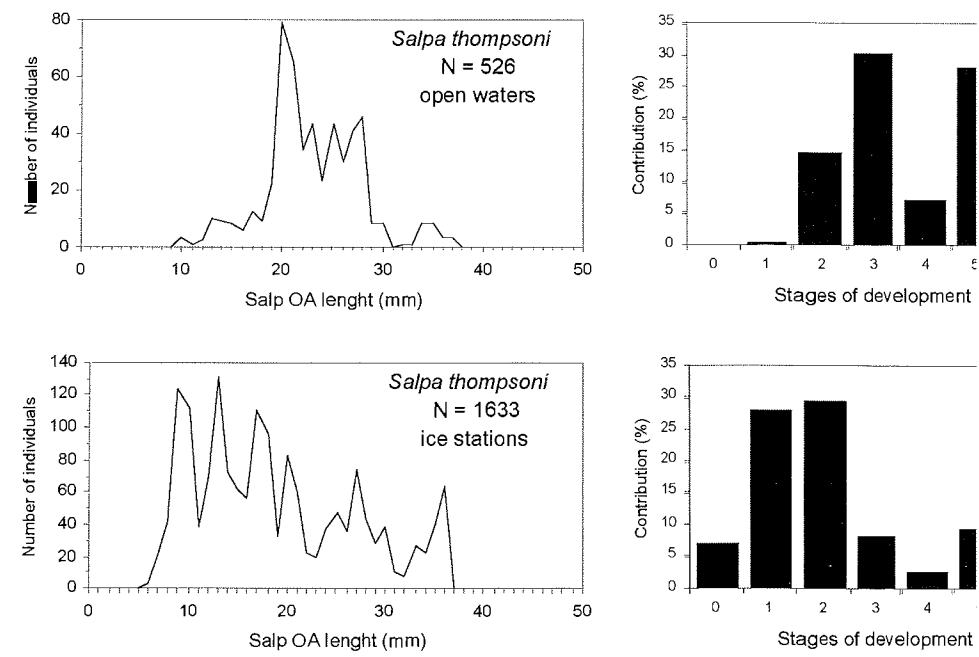 80
60
40
20
0
Number of individuals
Salpa thompsoni
N = 526
open waters
0 10 20 30 40 50
Salp OA lenght (mm)
35
30
25
20
15
10
5
0
Contribution (%)
0 1 2 3 4 5
Stages of development
140
120
100
80
60
40
20
0
Number of individuals
Salpa thompsoni
N = 1633
ice stations
0 10 20 30 40 50
Salp OA lenght (mm)
35
30
25
20
15
10
5
0
Contribution (%)
0 1 2 3 4
Stages of development